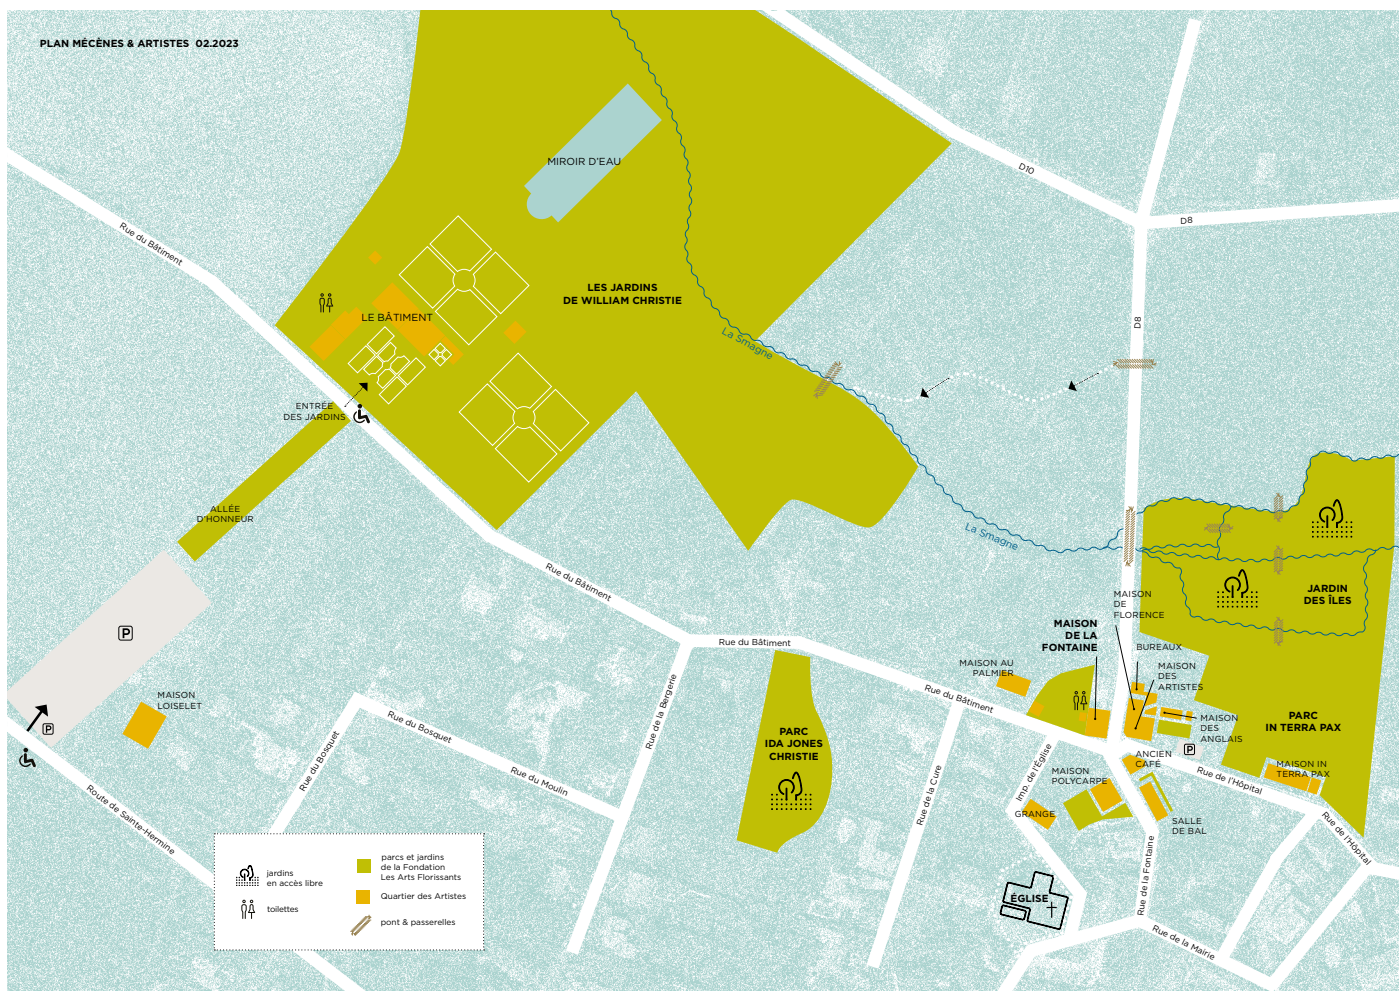 PLAN MÉCÈNES & ARTISTES 02.2023
MIROIR D'EAU
D10
D8
Rue du Bâtiment
LES JARDINS
DE WILLIAM CHRISTIE
LE BÂTIMENT
D8
La Smagne
ENTRÉE
DES JARDINS
ALLÉE
D'HONNEUR
La Smagne
Rue du Bâtiment
JARDIN
DES ÎLES
MAISON
DE
FLORENCE
MAISON
DE LA
FONTAINE
P
Rue du Bâtiment
BUREAUX
MAISON AU
PALMIER
MAISON
DES
ARTISTES
MAISON
LOISELET
Rue du Bâtiment
MAISON
DES
ANGLAIS
PARC
IN TERRA PAX
P
Rue du Bosquet
Rue de la Bergerie
PARC
IDA JONES
CHRISTIE
P
ANCIEN
CAFÉ
MAISON IN
TERRA PAX
Rue du Bosquet
Rue du Moulin
Rue de la Cure
Imp. de l'Église
MAISON
POLYCARPE
Rue de l'Hôpital
GRANGE
SALLE
DE BAL
Rue de l'Hôpital
Route de Sainte-Hermine
Rue de la Fontaine
ÉGLISE
Rue de la Mairie
jardins
en accès libre
toilettes
parcs et jardins
de la Fondation
Les Arts Florissants
Quartier des Artistes
pont & passerelles